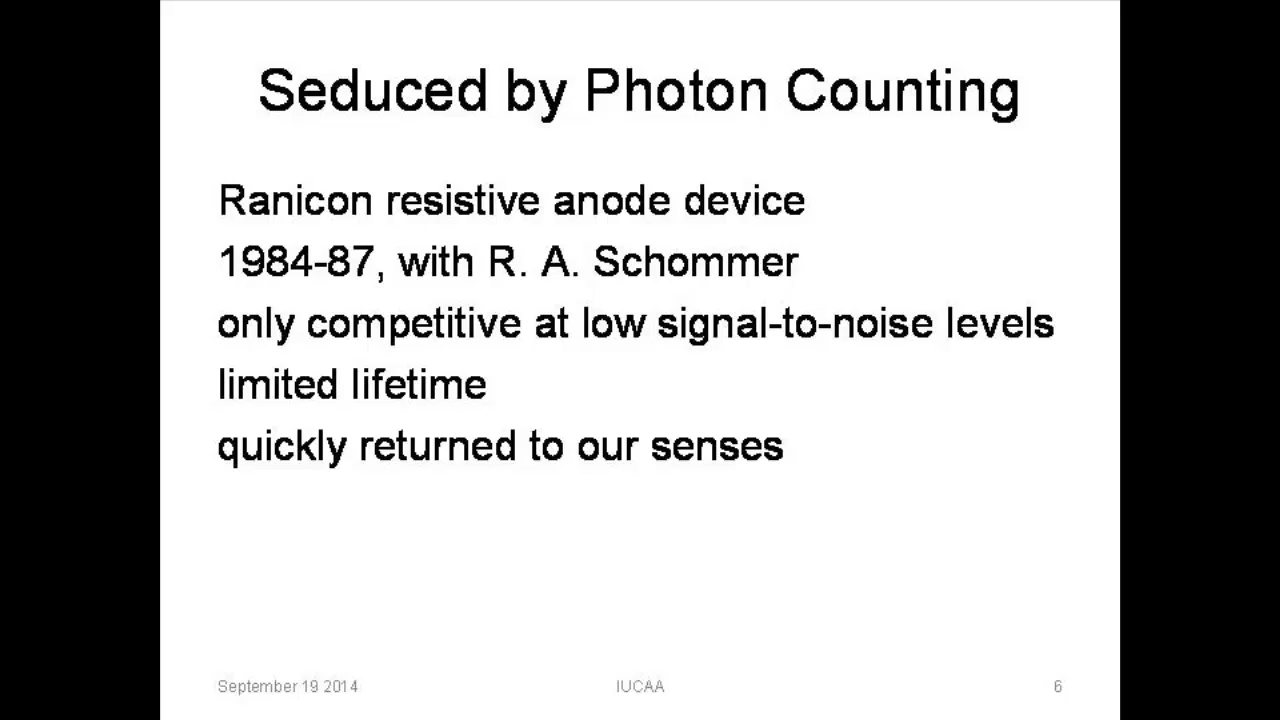 Seduced by Photon Counting
Ranicon resistive anode device
1984-87, with R. A. Schommer
only competitive at low signal-to-noise levels
limited lifetime
quickly returned to our senses
September 19 2014
IUCAA
6